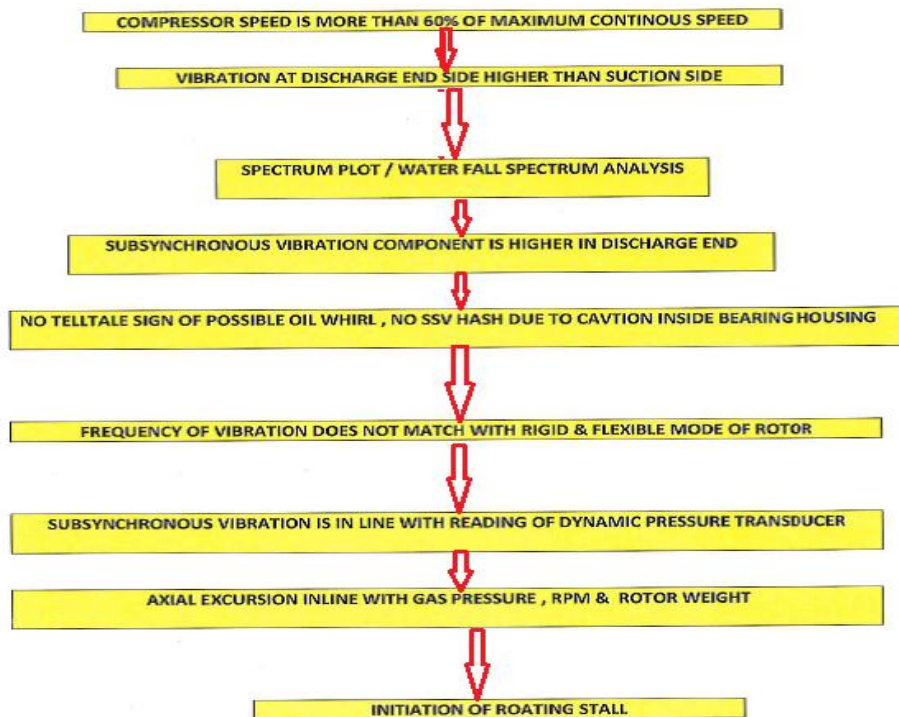 COMPRESSOR SPEED IS MORE THAN 60% OF MAXIMUM CONTINOUS SPEED
VIBRATION AT DISCHARGE END SIDE HIGHER THAN SUCTION SIDE
SPECTRUM PLOT / WATER FALL SPECTRUM ANALYSIS
SUBSYNCHRONOUS VIBRATION COMPONENT IS HIGHER IN DISCHARGE END
NO TELLTALE SIGN OF POSSIBLE OIL WHIRL , NO SSV HASH DUE TO CAVTION INSIDE BEARING HOUSING
FREQUENCY OF VIBRATION DOES NOT MATCH WITH RIGID & FLEXIBLE MODE OF ROT0R
SUBSYNCHRONOUS VIBRATION IS IN LINE WITH READING OF DYNAMIC PRESSURE TRANSDUCER
AXIAL EXCURSION INLINE WITH GAS PRESSURE , RPM & ROTOR WEIGHT
INITIATION OF ROATING STALL